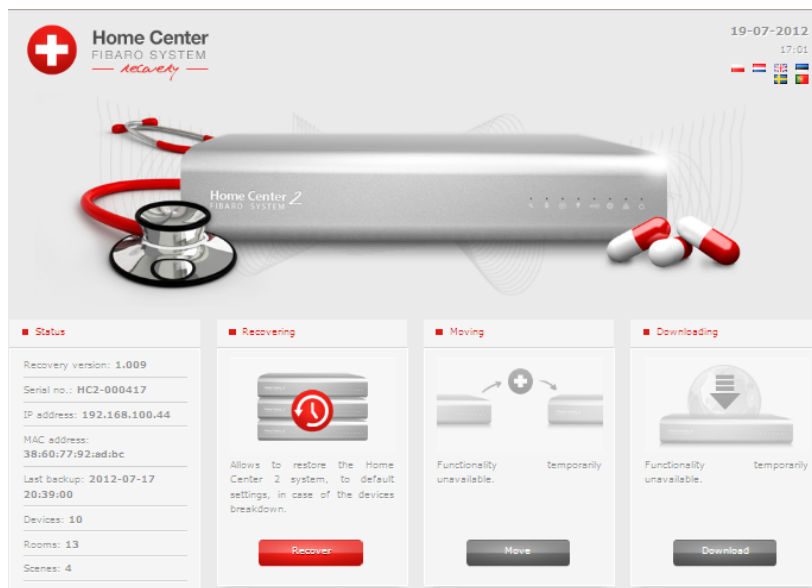 Home Center
FIBARO SYSTEM
recovery
19-07-2012
17:01
Home Center 2
FIBARO SYSTEM
Status
Recovery version: 1.009
Serial no.: HC2-000417
IP address: 192.168.100.44
MAC address:
38:60:77:92:ad:bc
Last backup: 2012-07-17
20:39:00
Devices: 10
Rooms: 13
Scenes: 4
Recovering
Allows to restore the Home
Center 2 system, to default
settings, in case of the devices
breakdown.
Recover
Moving
Functionality temporarily
unavailable.
Move
Downloading
Functionality temporarily
unavailable.
Download